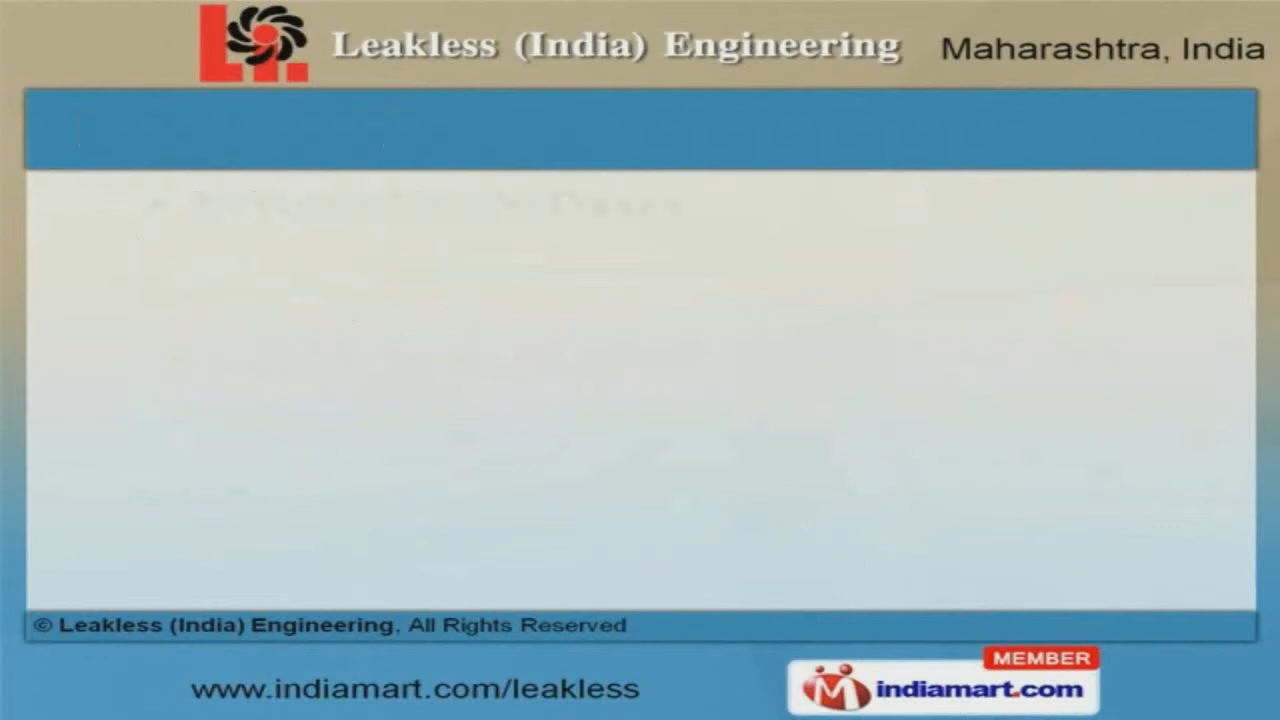 Leakless (India) Engineering
Maharashtra, India
© Leakless (India) Engineering, All Rights Reserved
www.indiamart.com/leakless
MEMBER
indiamart.com